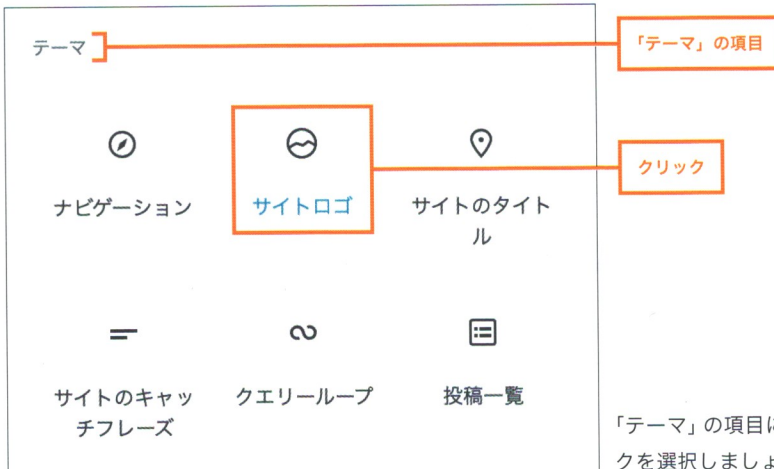 テーマ
「テーマ」の項目
クリック
ナビゲーション
サイトロゴ
サイトのタイト
ル
サイトのキャッ
チフレーズ
クエリーループ
投稿一覧
「テーマ」の項目に
クを選択しましょ